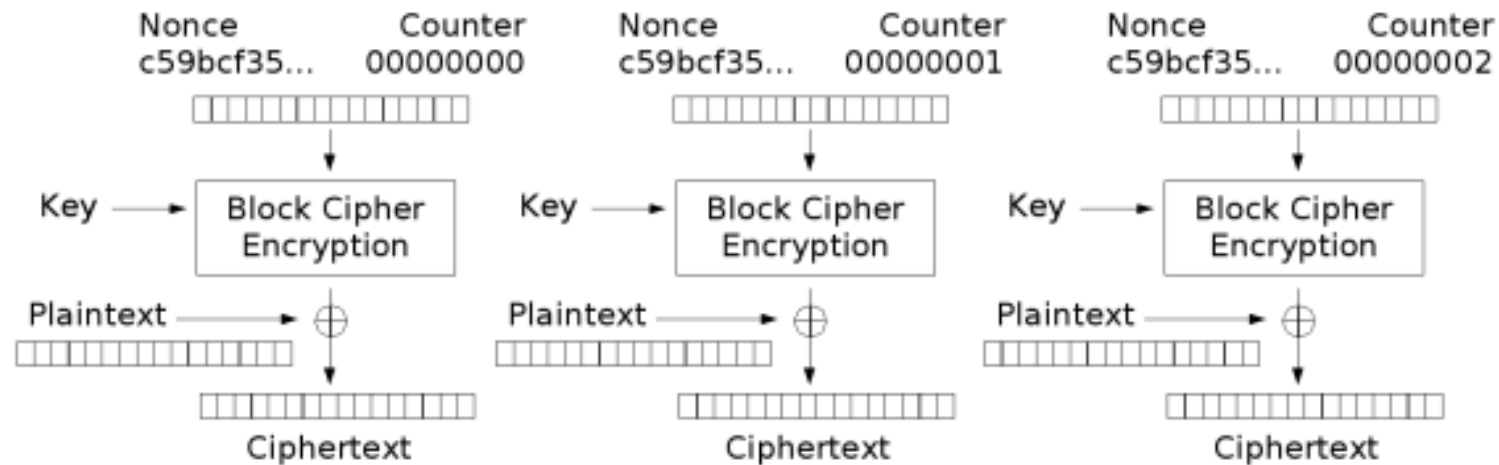 Nonce Counter Nonce Counter Nonce Counter
c59bcf35... 00000000 c59bcf35... 00000001 c59bcf35... 00000002
Key Block Cipher Encryption Key Block Cipher Encryption Key Block Cipher Encryption
Plaintext Plaintext Plaintext
Ciphertext Ciphertext Ciphertext